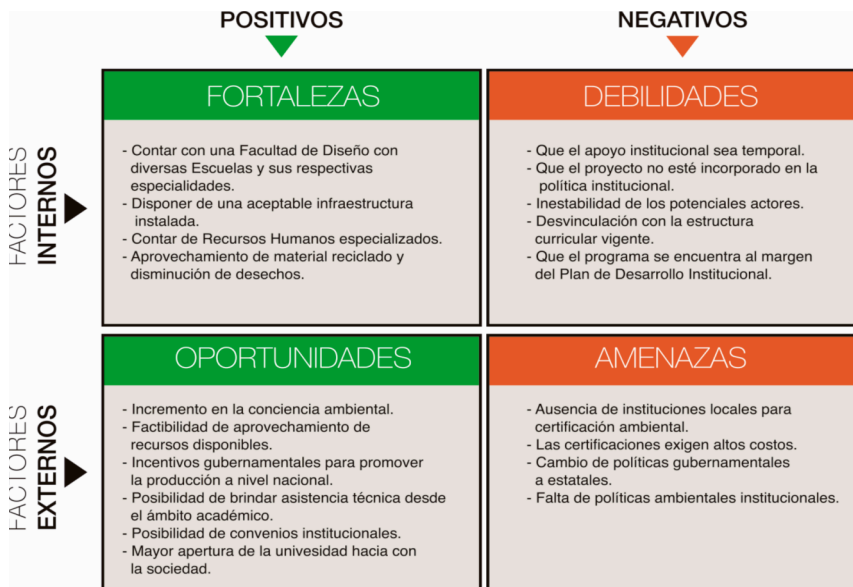 POSITIVOS
NEGATIVOS
FACTORES
INTERNOS
FORTALEZAS
- Contar con una Facultad de Diseño con
diversas Escuelas y sus respectivas
especialidades.
- Disponer de una aceptable infraestructura
instalada.
- Contar de Recursos Humanos especializados.
- Aprovechamiento de material reciclado y
disminución de desechos.
DEBILIDADES
- Que el apoyo institucional sea temporal.
- Que el proyecto no esté incorporado en la
política institucional.
- Inestabilidad de los potenciales actores.
- Desvinculación con la estructura
curricular vigente.
- Que el programa se encuentra al margen
del Plan de Desarrollo Institucional.
FACTORES
EXTERNOS
OPORTUNIDADES
- Incremento en la conciencia ambiental.
- Factibilidad de aprovechamiento de
recursos disponibles.
- Incentivos gubernamentales para promover
la producción a nivel nacional.
- Posibilidad de brindar asistencia técnica desde
el ámbito académico.
- Posibilidad de convenios institucionales.
- Mayor apertura de la univesidad hacia con
la sociedad.
AMENAZAS
- Ausencia de instituciones locales para
certificación ambiental.
- Las certificaciones exigen altos costos.
- Cambio de políticas gubernamentales
a estatales.
- Falta de políticas ambientales institucionales.